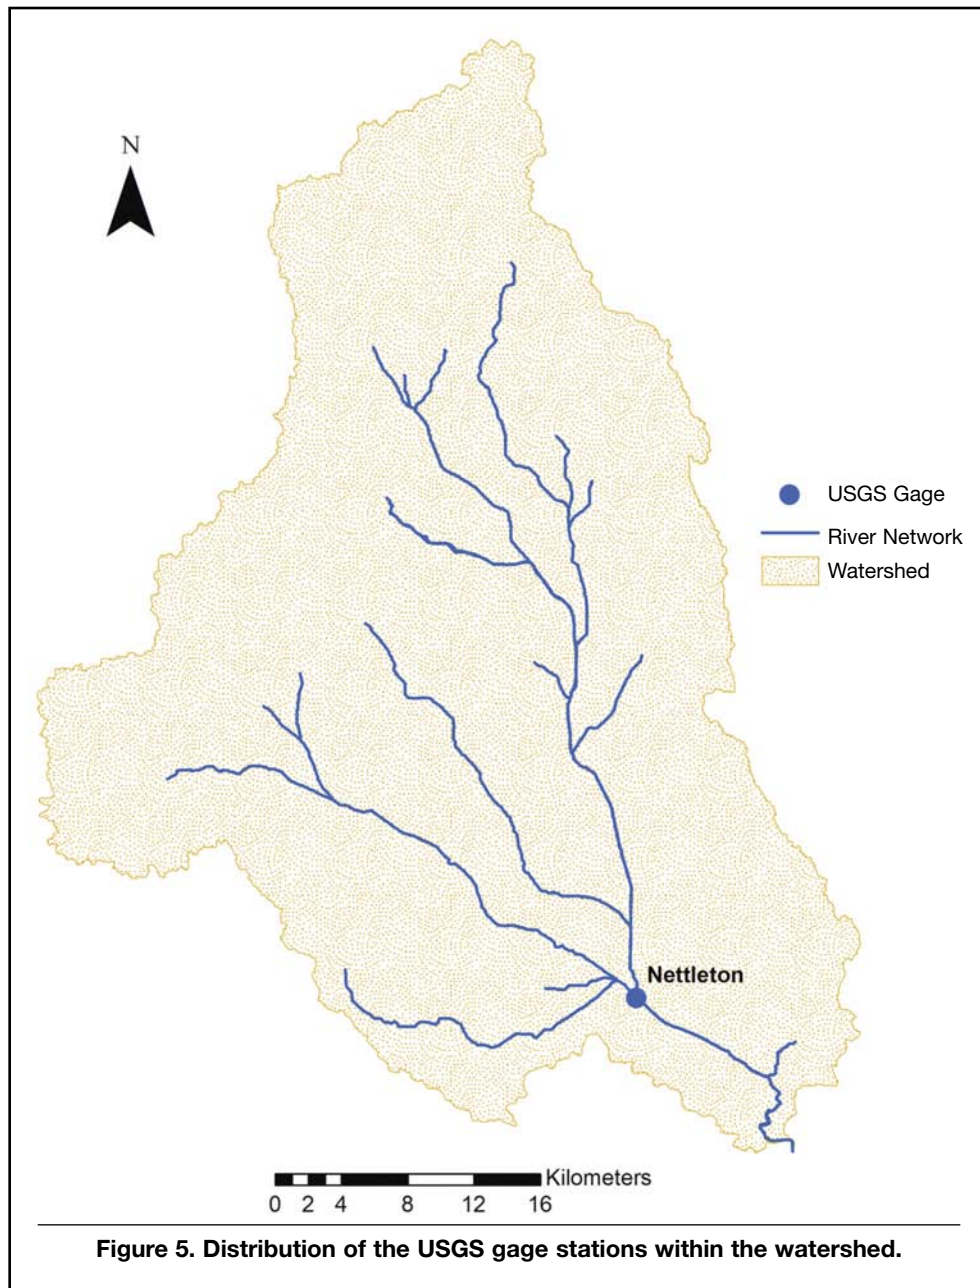 N
USGS Gage
River Network
Watershed
Nettleton
Kilometers
0 2 4 8 12 16
Figure 5. Distribution of the USGS gage stations within the watershed.